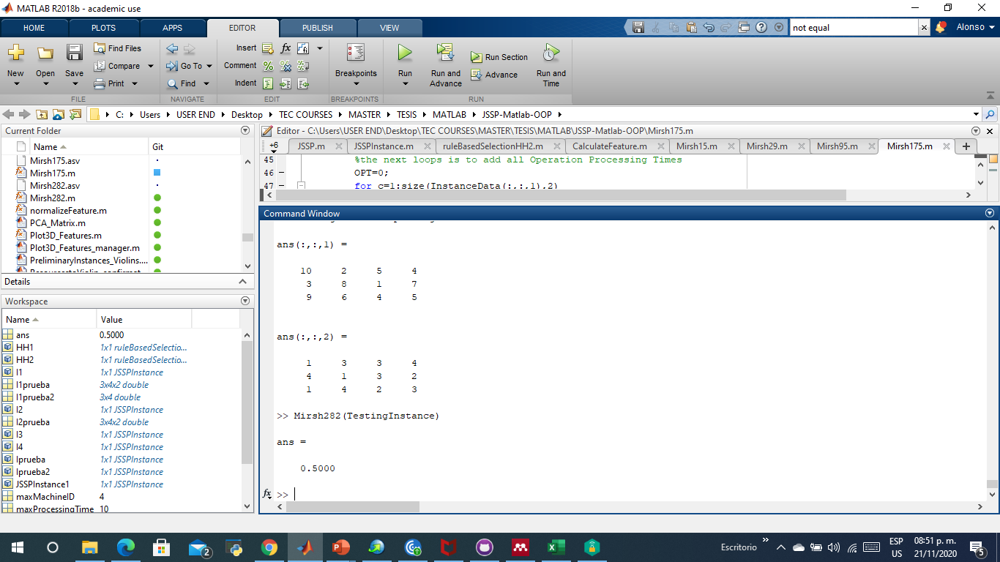 MATLAB R2018b - academic use
HOME PLOTS APPS EDITOR PUBLISH VIEW not equal Alonso
New Open Save Find Files Compare Print
Go To Find
Insert Comment Indent
Breakpoints
Run Run and Advance Run Section Advance Run and Time
FILE NAVIGATE EDIT BREAKPOINTS RUN
C: Users USER END Desktop TEC COURSES MASTER TESIS MATLAB JSSP-Matlab-OOP
Current Folder
Name Git
Mirsh175.asv
Mirsh175.m
Mirsh282.asv
Mirsh282.m
normalizeFeature.m
PCA_Matrix.m
Plot3D_Features.m
Plot3D_Features_manager.m
PreliminaryInstances_Violins....
Details
Workspace
Name Value
ans 0.5000
HH1 1x1 ruleBasedSelectio...
HH2 1x1 ruleBasedSelectio...
I1 1x1 JSSPInstance
I1prueba 3x4x2 double
I1prueba2 3x4 double
I2 1x1 JSSPInstance
I2prueba 3x4x2 double
I3 1x1 JSSPInstance
I4 1x1 JSSPInstance
Iprueba 1x1 JSSPInstance
Iprueba2 1x1 JSSPInstance
JSSPInstance1 1x1 JSSPInstance
maxMachineID 4
maxProcessingTime 10
Editor - C:\Users\USER END\Desktop\TEC COURSES\MASTER\TESIS\MATLAB\JSSP-Matlab-OOP\Mirsh175.m
+6 JSSP.m JSSPInstance.m ruleBasedSelectionHH2.m CalculateFeature.m Mirsh15.m Mirsh29.m Mirsh95.m Mirsh175.m
45 %the next loops is to add all Operation Processing Times
46 OPT=0;
47 for c=1:size(InstanceData(:,:,1),2)
Command Window
ans(:,:,1) =
10 2 5 4
3 8 1 7
9 6 4 5
ans(:,:,2) =
1 3 3 4
4 1 3 2
1 4 2 3
>> Mirsh282(TestingInstance)
ans =
0.5000
fx >>
2 Escritorio ESP US 08:51 p. m. 21/11/2020 5